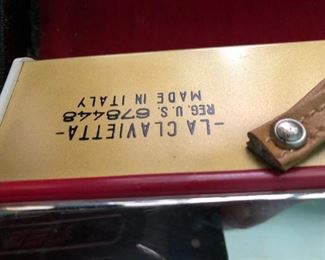 -LA CLAVIETTA-
REG. U.S. 678448
MADE IN ITALY